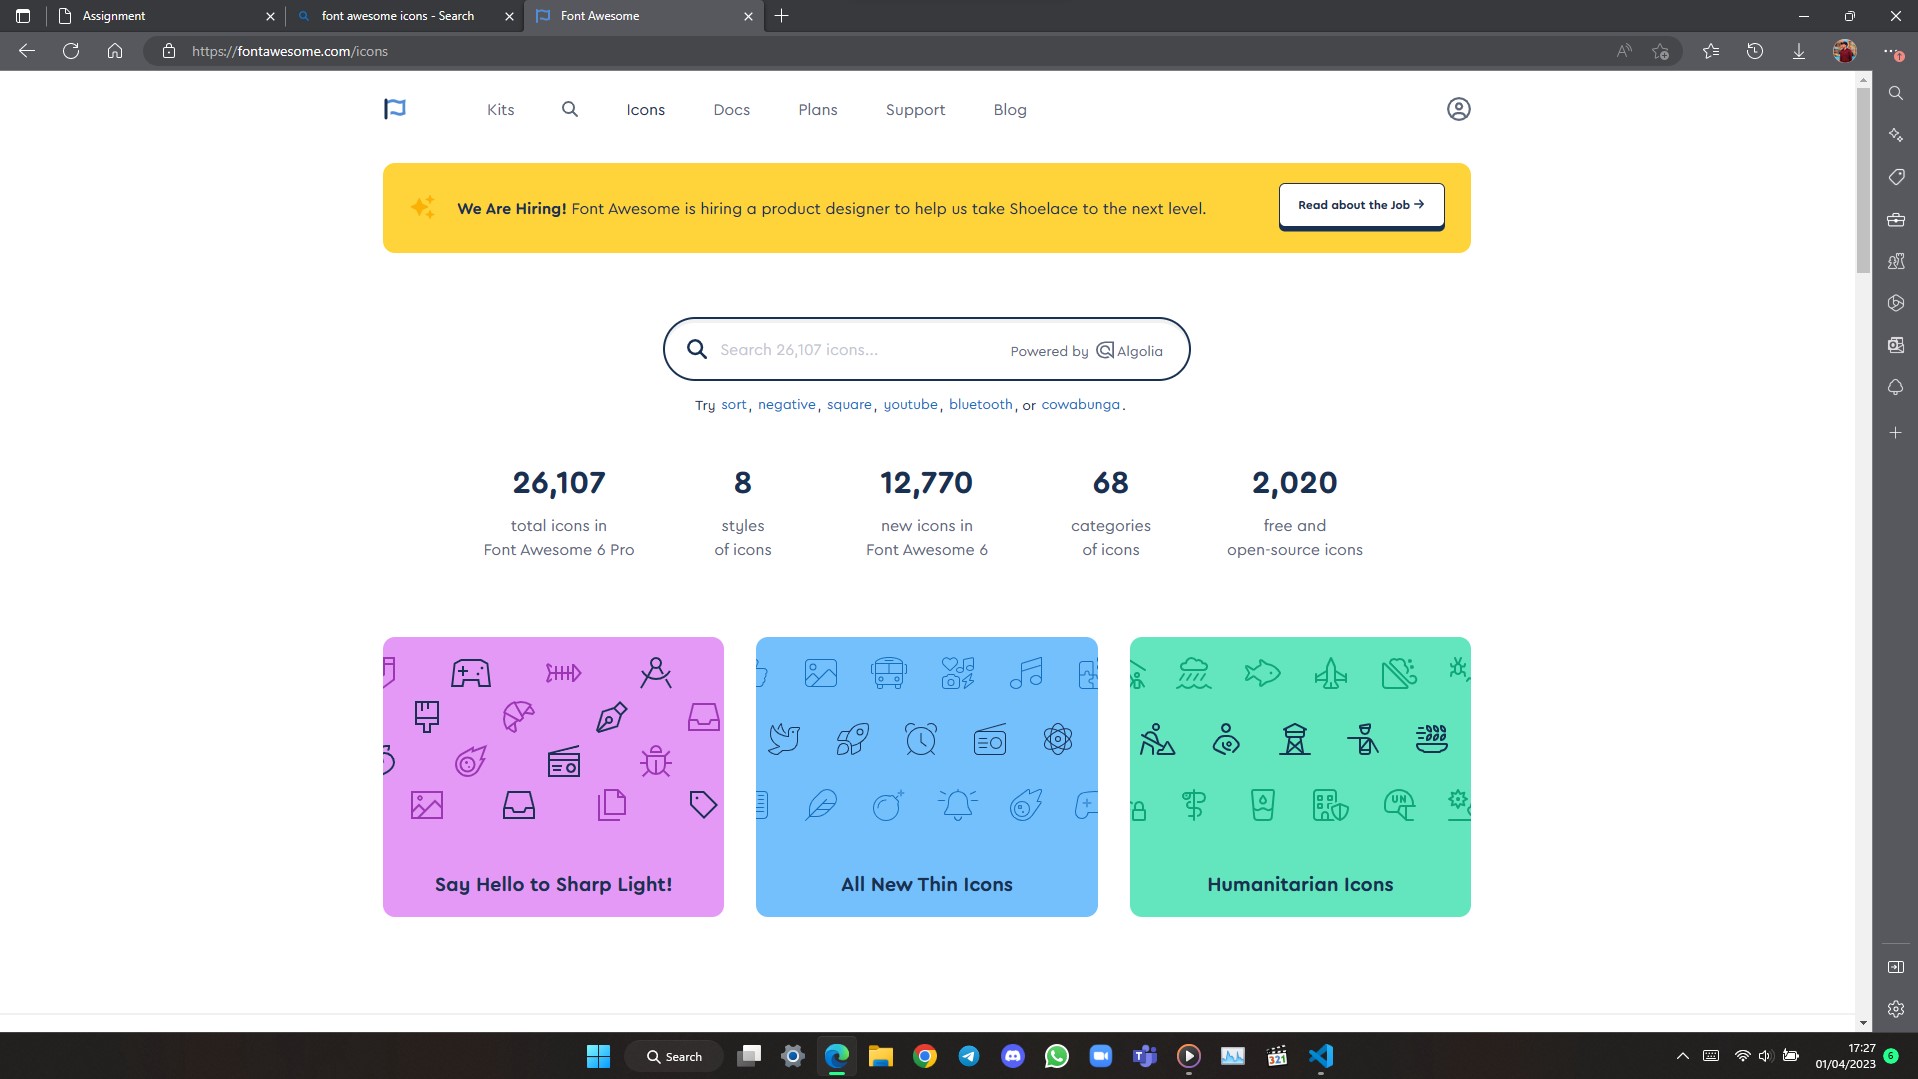 Assignment
font awesome icons - Search
Font Awesome
https://fontawesome.com/icons
Kits
Icons
Docs
Plans
Support
Blog
We Are Hiring! Font Awesome is hiring a product designer to help us take Shoelace to the next level.
Read about the Job →
Search 26,107 icons...
Powered by Algolia
Try sort, negative, square, youtube, bluetooth, or cowabunga.
26,107
total icons in
Font Awesome 6 Pro
8
styles
of icons
12,770
new icons in
Font Awesome 6
68
categories
of icons
2,020
free and
open-source icons
UN
Say Hello to Sharp Light!
All New Thin Icons
Humanitarian Icons
Search
321
17:27
01/04/2023
6